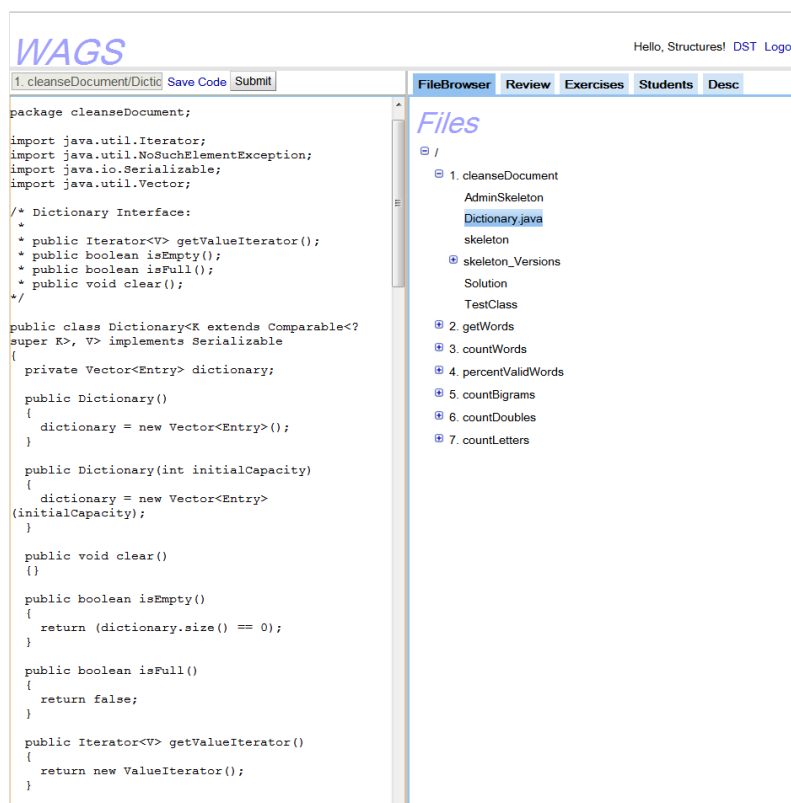 WAGS
Hello, Structures! DST Logo
1. cleanseDocument/Dictic Save Code Submit
FileBrowser Review Exercises Students Desc
package cleanseDocument;
import java.util.Iterator;
import java.util.NoSuchElementException;
import java.io.Serializable;
import java.util.Vector;
/* Dictionary Interface:
 *
 * public Iterator<V> getValueIterator();
 * public boolean isEmpty();
 * public boolean isFull();
 * public void clear();
*/
public class Dictionary<K extends Comparable<?
super K>, V> implements Serializable
{
  private Vector<Entry> dictionary;
  public Dictionary()
  {
    dictionary = new Vector<Entry>();
  }
  public Dictionary(int initialCapacity)
  {
    dictionary = new Vector<Entry>
(initialCapacity);
  }
  public void clear()
  {}
  public boolean isEmpty()
  {
    return (dictionary.size() == 0);
  }
  public boolean isFull()
  {
    return false;
  }
  public Iterator<V> getValueIterator()
  {
    return new ValueIterator();
  }
Files
/
1. cleanseDocument
AdminSkeleton
Dictionary.java
skeleton
skeleton_Versions
Solution
TestClass
2. getWords
3. countWords
4. percentValidWords
5. countBigrams
6. countDoubles
7. countLetters